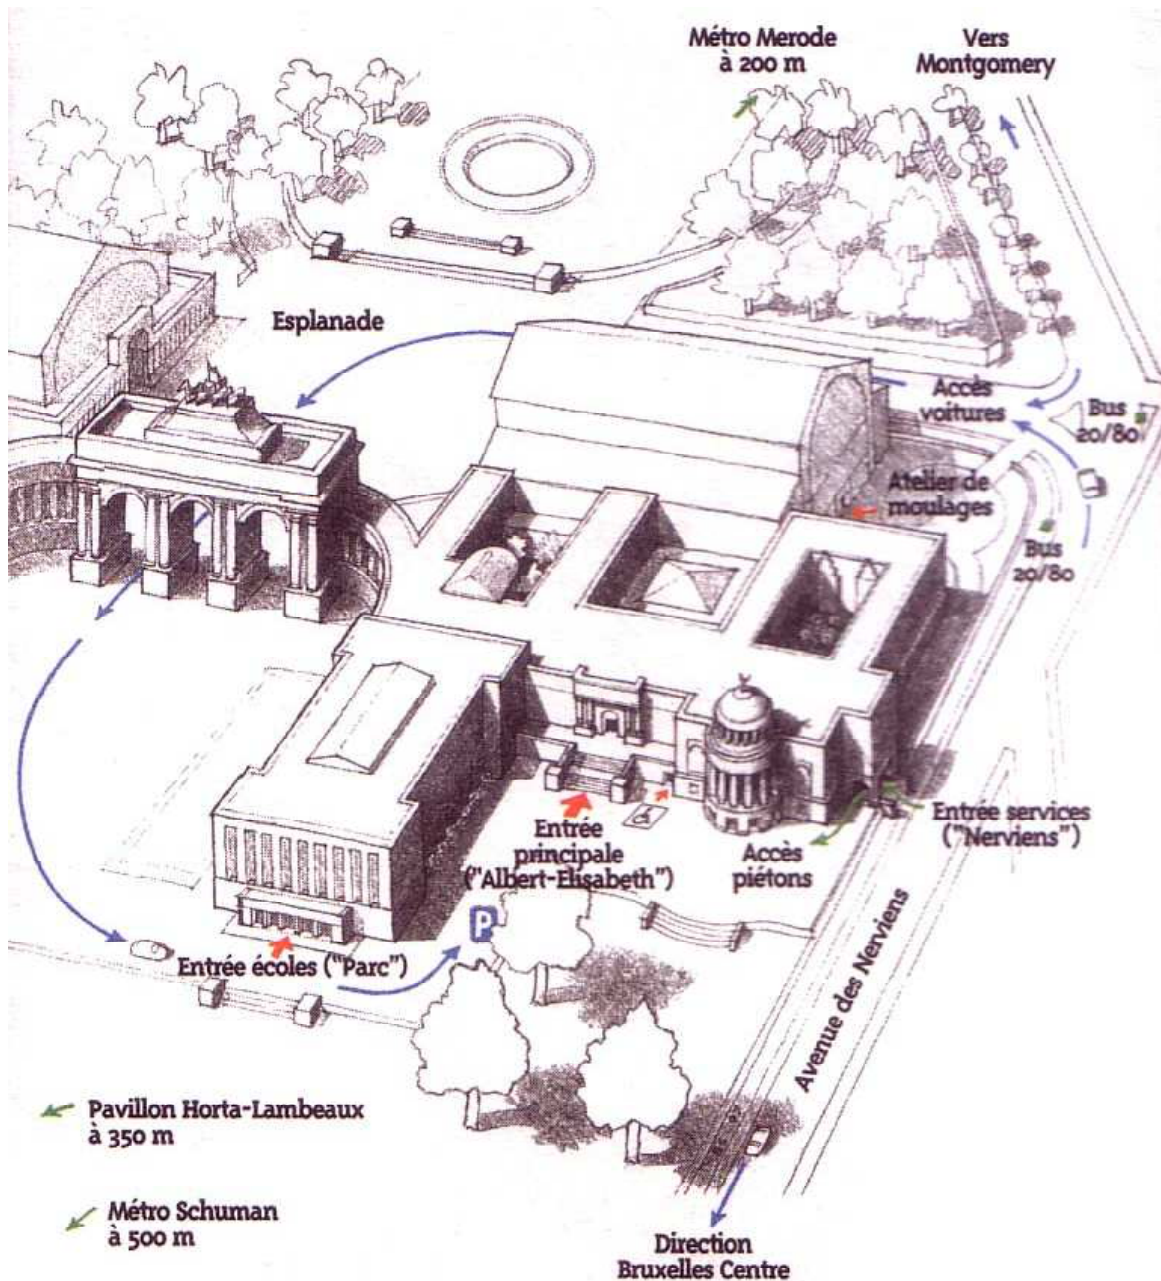 Métro Merode
à 200 m
Vers
Montgomery
Esplanade
Accès
voitures
Bus
20/80
Atelier de
moulages
Bus
20/80
Entrée
principale
("Albert-Elisabeth")
Accès
piétons
Entrée services
("Nerviens")
P
Entrée écoles ("Parc")
Avenue des Nerviens
Pavillon Horta-Lambeaux
à 350 m
Métro Schuman
à 500 m
Direction
Bruxelles Centre